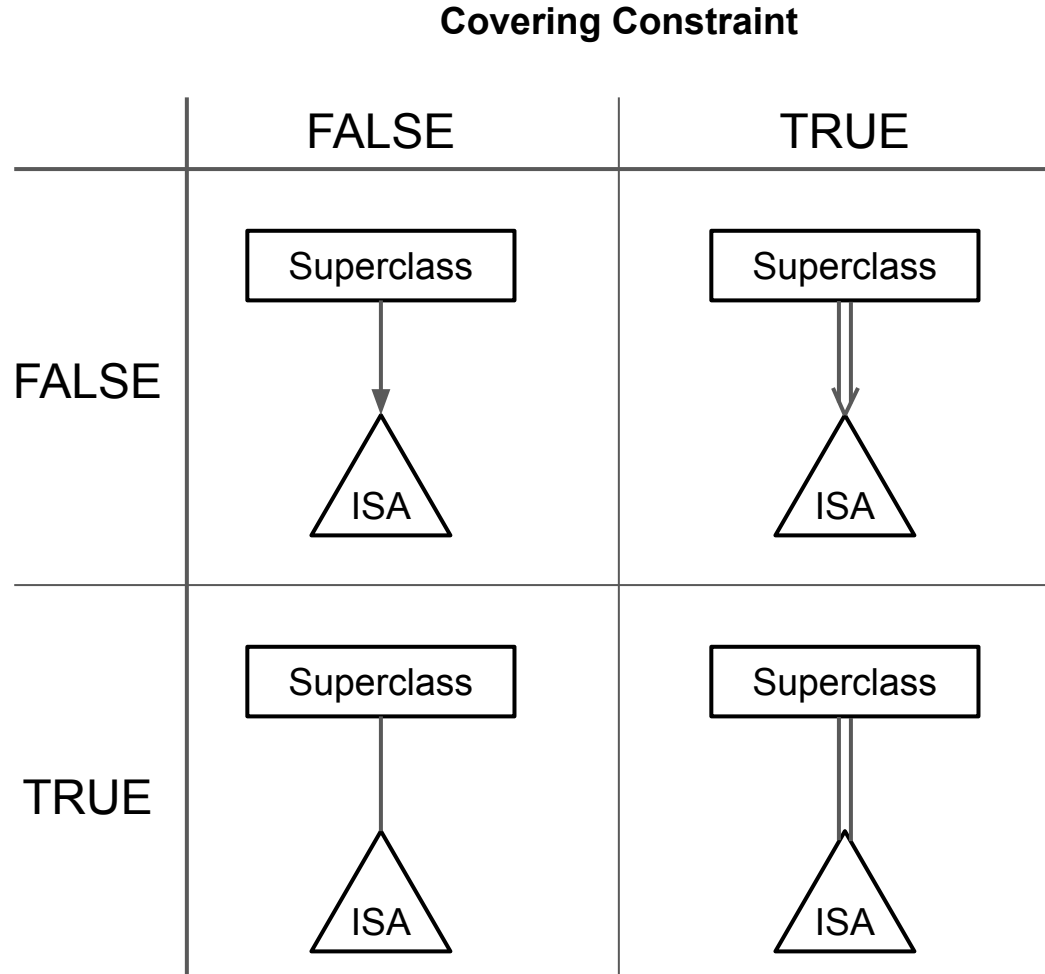 Covering Constraint
FALSE TRUE
Superclass Superclass
FALSE
ISA ISA
Superclass Superclass
TRUE
ISA ISA